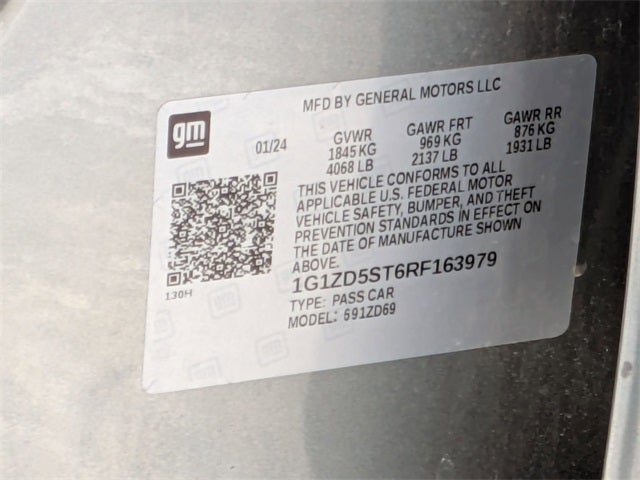 MFD BY GENERAL MOTORS LLC
gm
01/24 GVWR GAWR FRT GAWR RR
1845 KG 969 KG 876 KG
4068 LB 2137 LB 1931 LB
THIS VEHICLE CONFORMS TO ALL
APPLICABLE U.S. FEDERAL MOTOR
VEHICLE SAFETY, BUMPER, AND THEFT
PREVENTION STANDARDS IN EFFECT ON
THE DATE OF MANUFACTURE SHOWN
ABOVE.
130H
1G1ZD5ST6RF163979
TYPE: PASS CAR
MODEL: 691ZD69